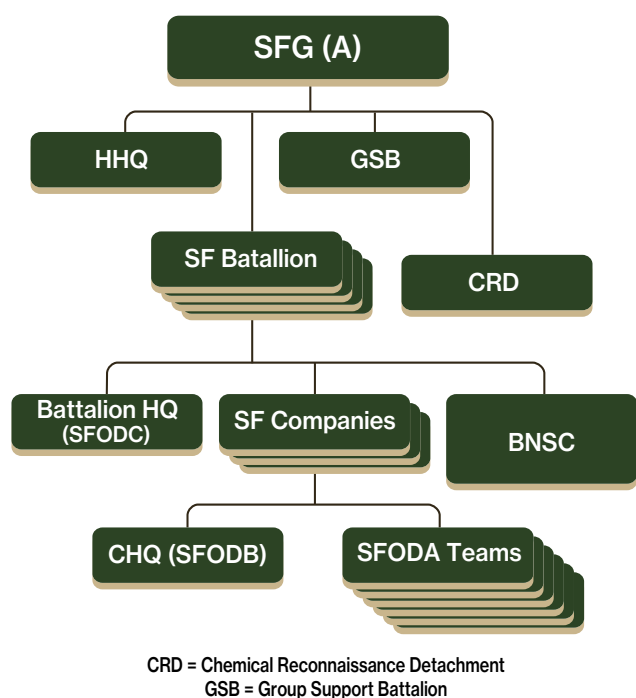 SFG (A)
HHQ
GSB
SF Batallion
CRD
Battalion HQ
(SFODC)
SF Companies
BNSC
CHQ (SFODB)
SFODA Teams
CRD = Chemical Reconnaissance Detachment
GSB = Group Support Battalion